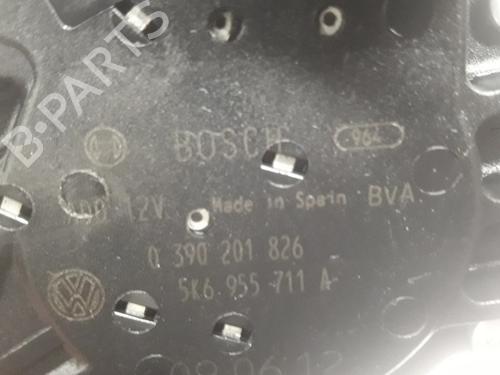 BOSCH 964
12V Made in Spain BVA
0 390 201 826
5K6 955 711 A
B-Parts